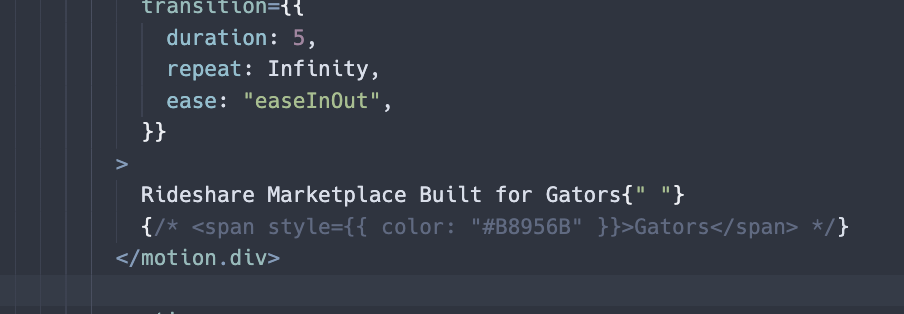 transition={{
duration: 5,
repeat: Infinity,
ease: "easeInOut",
}}
>
Rideshare Marketplace Built for Gators{" "}
{/* <span style={{ color: "#B8956B" }}>Gators</span> */}
</motion.div>